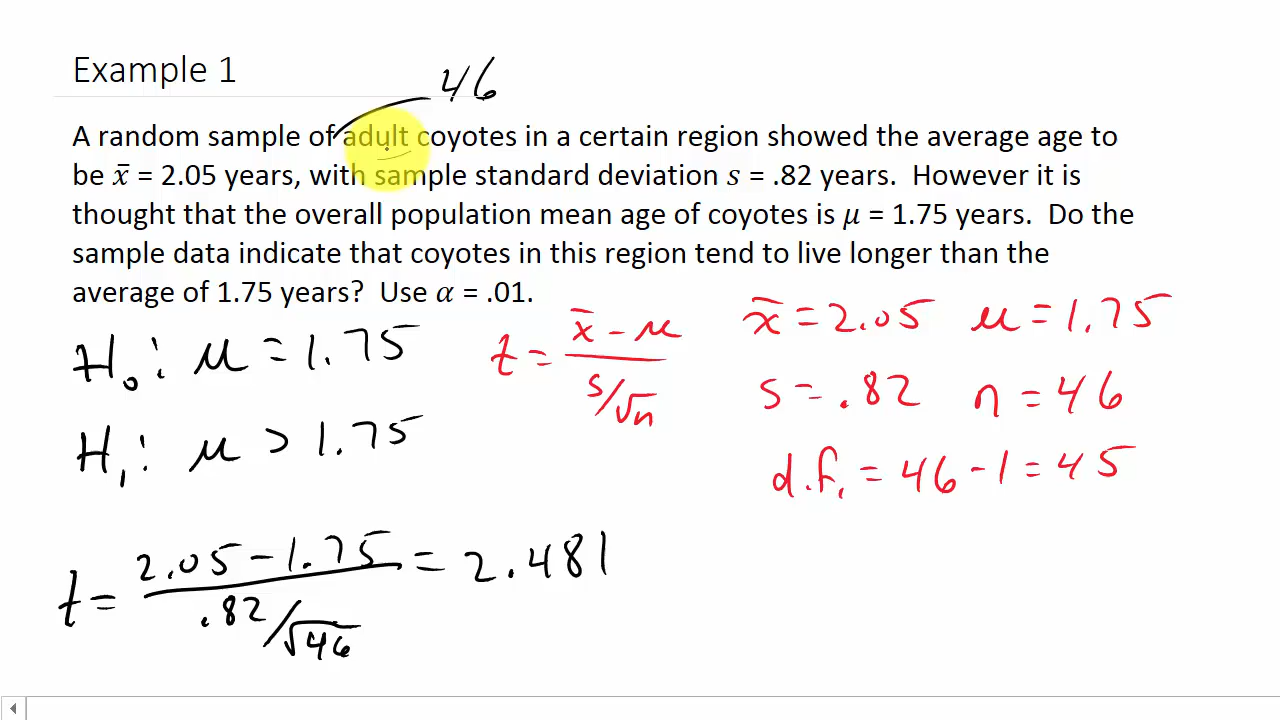 Example 1
46
A random sample of adult coyotes in a certain region showed the average age to
be x̄ = 2.05 years, with sample standard deviation s = .82 years. However it is
thought that the overall population mean age of coyotes is μ = 1.75 years. Do the
sample data indicate that coyotes in this region tend to live longer than the
average of 1.75 years? Use α = .01.
H₀: μ = 1.75
H₁: μ > 1.75
t = (x̄ - μ) / (s/√n)
x̄ = 2.05 μ = 1.75
s = .82 n = 46
d.f. = 46 - 1 = 45
t = (2.05 - 1.75) / (.82/√46) = 2.481